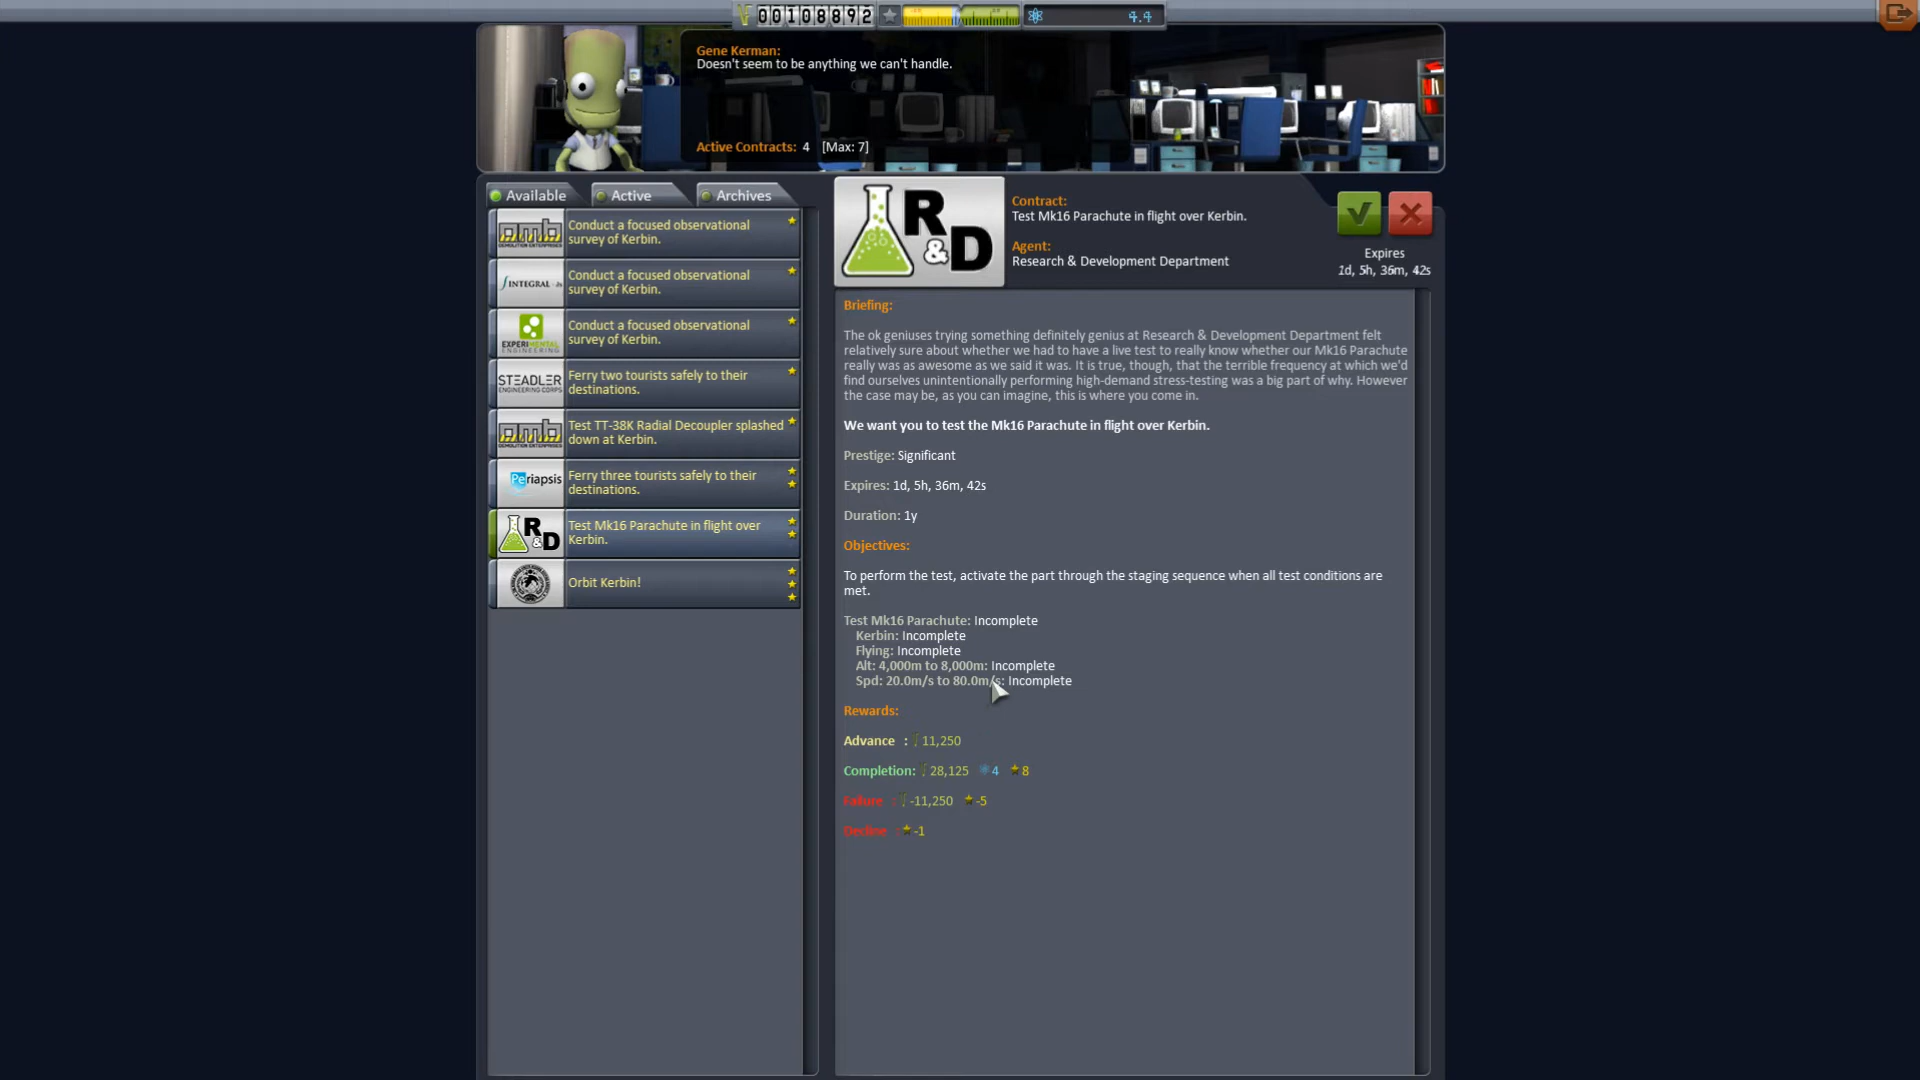 00108892
4.4
Gene Kerman:
Doesn't seem to be anything we can't handle.
Active Contracts: 4 [Max: 7]
Available
Active
Archives
Conduct a focused observational
survey of Kerbin.
INTEGRAL
Conduct a focused observational
survey of Kerbin.
EXPERIMENTAL
ENGINEERING
Conduct a focused observational
survey of Kerbin.
STEADLER
ENGINEERING CORPS
Ferry two tourists safely to their
destinations.
Test TT-38K Radial Decoupler splashed
down at Kerbin.
Periapsis
Ferry three tourists safely to their
destinations.
R&D
Test Mk16 Parachute in flight over
Kerbin.
Orbit Kerbin!
R&D
Contract:
Test Mk16 Parachute in flight over Kerbin.
Agent:
Research & Development Department
Expires
1d, 5h, 36m, 42s
Briefing:
The ok geniuses trying something definitely genius at Research & Development Department felt
relatively sure about whether we had to have a live test to really know whether our Mk16 Parachute
really was as awesome as we said it was. It is true, though, that the terrible frequency at which we'd
find ourselves unintentionally performing high-demand stress-testing was a big part of why. However
the case may be, as you can imagine, this is where you come in.
We want you to test the Mk16 Parachute in flight over Kerbin.
Prestige: Significant
Expires: 1d, 5h, 36m, 42s
Duration: 1y
Objectives:
To perform the test, activate the part through the staging sequence when all test conditions are
met.
Test Mk16 Parachute: Incomplete
Kerbin: Incomplete
Flying: Incomplete
Alt: 4,000m to 8,000m: Incomplete
Spd: 20.0m/s to 80.0m/s: Incomplete
Rewards:
Advance : 11,250
Completion: 28,125 4 8
Failure : -11,250 -5
Decline : -1